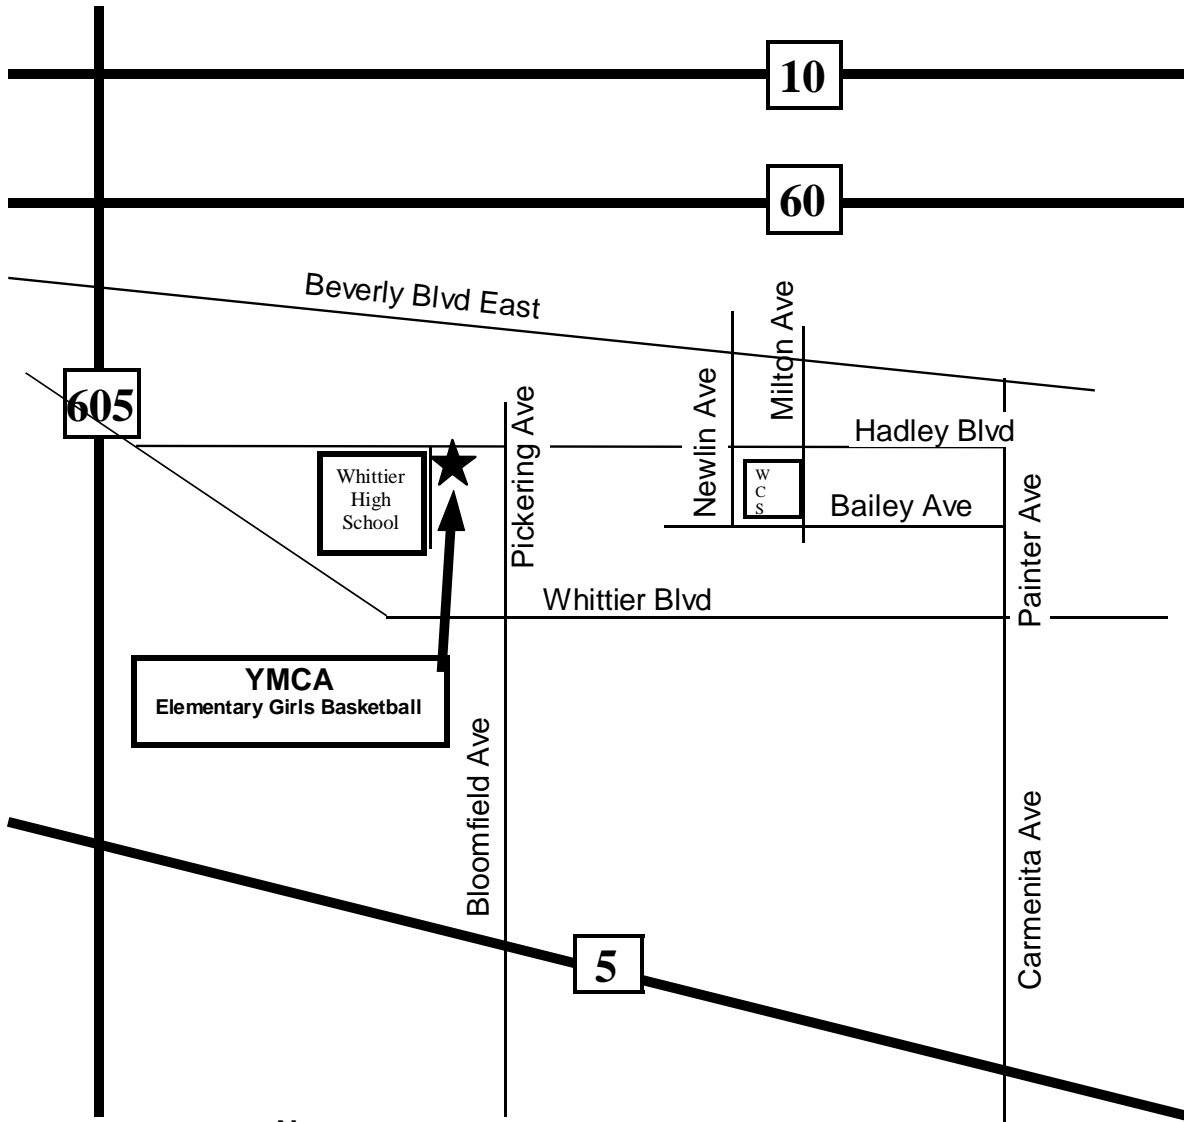 10
60
Beverly Blvd East
Milton Ave
Newlin Ave
605
Pickering Ave
Hadley Blvd
Whittier
High
School
W
C
S
Bailey Ave
Painter Ave
Whittier Blvd
YMCA
Elementary Girls Basketball
Bloomfield Ave
Carmenita Ave
5